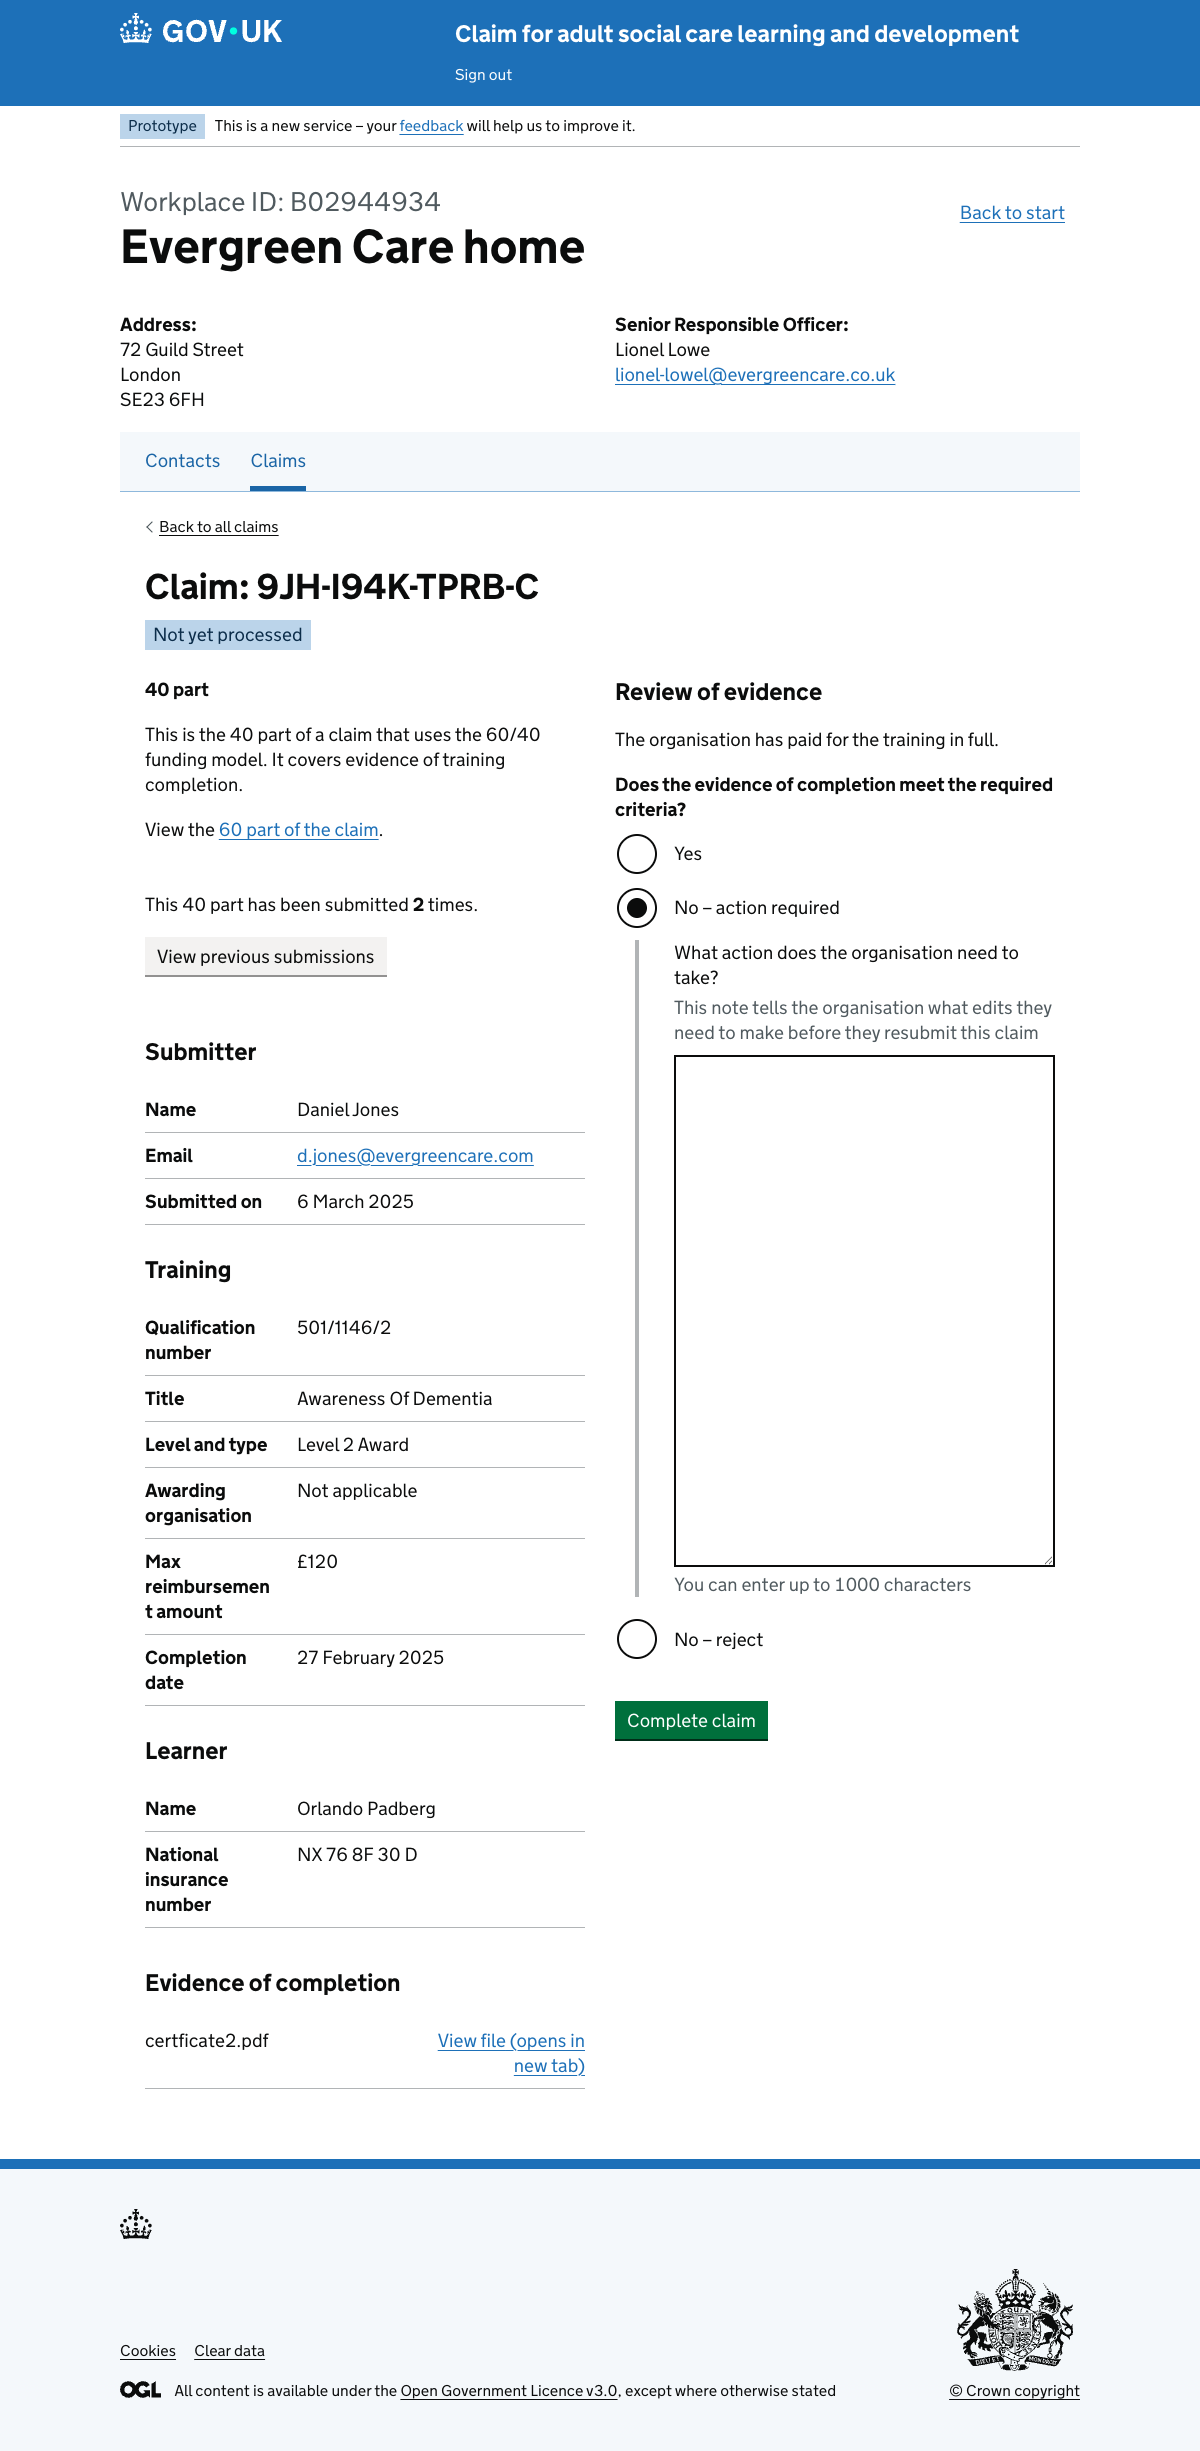 GOV·UK
Claim for adult social care learning and development
Sign out
Prototype
This is a new service – your feedback will help us to improve it.
Workplace ID: B02944934
Evergreen Care home
Back to start
Address:
72 Guild Street
London
SE23 6FH
Senior Responsible Officer:
Lionel Lowe
lionel-lowel@evergreencare.co.uk
Contacts
Claims
Back to all claims
Claim: 9JH-I94K-TPRB-C
Not yet processed
40 part
This is the 40 part of a claim that uses the 60/40
funding model. It covers evidence of training
completion.
View the 60 part of the claim.
This 40 part has been submitted 2 times.
View previous submissions
Submitter
Name Daniel Jones
Email d.jones@evergreencare.com
Submitted on 6 March 2025
Training
Qualification 501/1146/2
number
Title Awareness Of Dementia
Level and type Level 2 Award
Awarding Not applicable
organisation
Max £120
reimbursemen
t amount
Completion 27 February 2025
date
Learner
Name Orlando Padberg
National NX 76 8F 30 D
insurance
number
Evidence of completion
certficate2.pdf View file (opens in
new tab)
Review of evidence
The organisation has paid for the training in full.
Does the evidence of completion meet the required
criteria?
Yes
No – action required
What action does the organisation need to
take?
This note tells the organisation what edits they
need to make before they resubmit this claim
You can enter up to 1000 characters
No – reject
Complete claim
Cookies Clear data
OGL All content is available under the Open Government Licence v3.0, except where otherwise stated
© Crown copyright